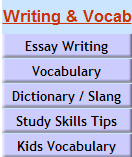 Writing & Vocab
Essay Writing
Vocabulary
Dictionary / Slang
Study Skills Tips
Kids Vocabulary